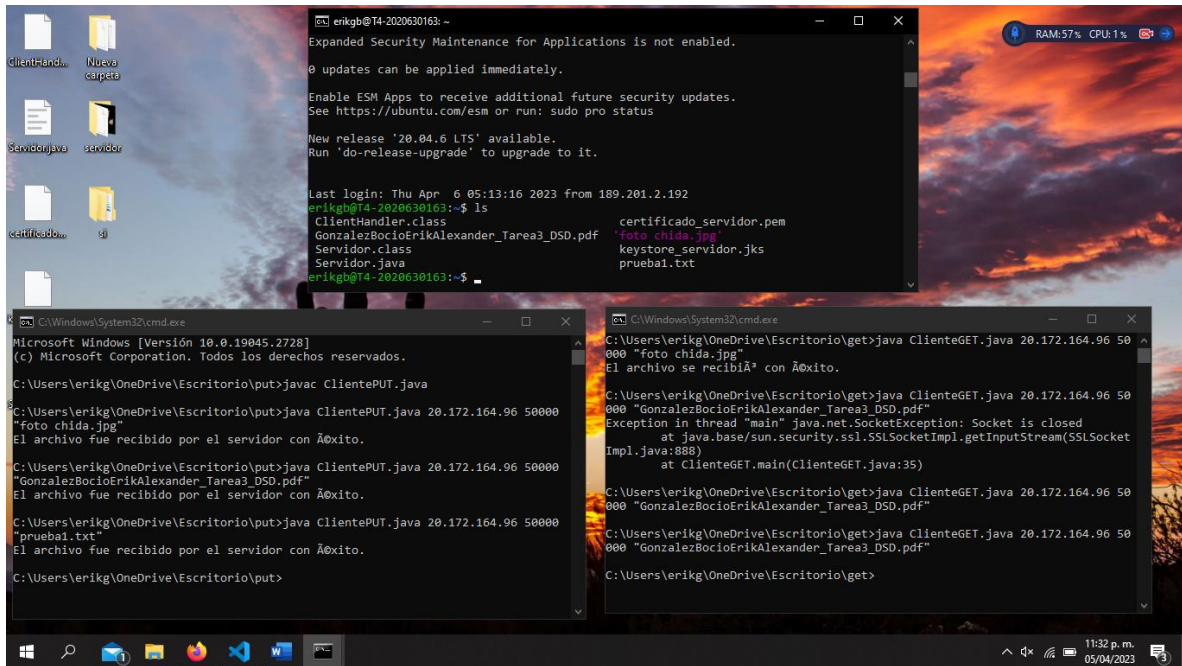 ClientHand...
Nueva
carpeta
Servidor.java
servidor
certificado...
si
erikgb@T4-2020630163: ~
Expanded Security Maintenance for Applications is not enabled.
0 updates can be applied immediately.
Enable ESM Apps to receive additional future security updates.
See https://ubuntu.com/esm or run: sudo pro status
New release '20.04.6 LTS' available.
Run 'do-release-upgrade' to upgrade to it.
Last login: Thu Apr  6 05:13:16 2023 from 189.201.2.192
erikgb@T4-2020630163:~$ ls
ClientHandler.class certificado_servidor.pem
GonzalezBocioErikAlexander_Tarea3_DSD.pdf 'foto chida.jpg'
Servidor.class keystore_servidor.jks
Servidor.java prueba1.txt
erikgb@T4-2020630163:~$
RAM:57% CPU:1%
C:\Windows\System32\cmd.exe
Microsoft Windows [Versión 10.0.19045.2728]
(c) Microsoft Corporation. Todos los derechos reservados.
C:\Users\erikg\OneDrive\Escritorio\put>javac ClientePUT.java
C:\Users\erikg\OneDrive\Escritorio\put>java ClientePUT.java 20.172.164.96 50000
"foto chida.jpg"
El archivo fue recibido por el servidor con Ã©xito.
C:\Users\erikg\OneDrive\Escritorio\put>java ClientePUT.java 20.172.164.96 50000
"GonzalezBocioErikAlexander_Tarea3_DSD.pdf"
El archivo fue recibido por el servidor con Ã©xito.
C:\Users\erikg\OneDrive\Escritorio\put>java ClientePUT.java 20.172.164.96 50000
"prueba1.txt"
El archivo fue recibido por el servidor con Ã©xito.
C:\Users\erikg\OneDrive\Escritorio\put>
C:\Windows\System32\cmd.exe
C:\Users\erikg\OneDrive\Escritorio\get>java ClienteGET.java 20.172.164.96 50
000 "foto chida.jpg"
El archivo se recibiÃ³ con Ã©xito.
C:\Users\erikg\OneDrive\Escritorio\get>java ClienteGET.java 20.172.164.96 50
000 "GonzalezBocioErikAlexander_Tarea3_DSD.pdf"
Exception in thread "main" java.net.SocketException: Socket is closed
at java.base/sun.security.ssl.SSLSocketImpl.getInputStream(SSLSocket
Impl.java:888)
at ClienteGET.main(ClienteGET.java:35)
C:\Users\erikg\OneDrive\Escritorio\get>java ClienteGET.java 20.172.164.96 50
000 "GonzalezBocioErikAlexander_Tarea3_DSD.pdf"
C:\Users\erikg\OneDrive\Escritorio\get>java ClienteGET.java 20.172.164.96 50
000 "GonzalezBocioErikAlexander_Tarea3_DSD.pdf"
C:\Users\erikg\OneDrive\Escritorio\get>
11:32 p. m.
05/04/2023